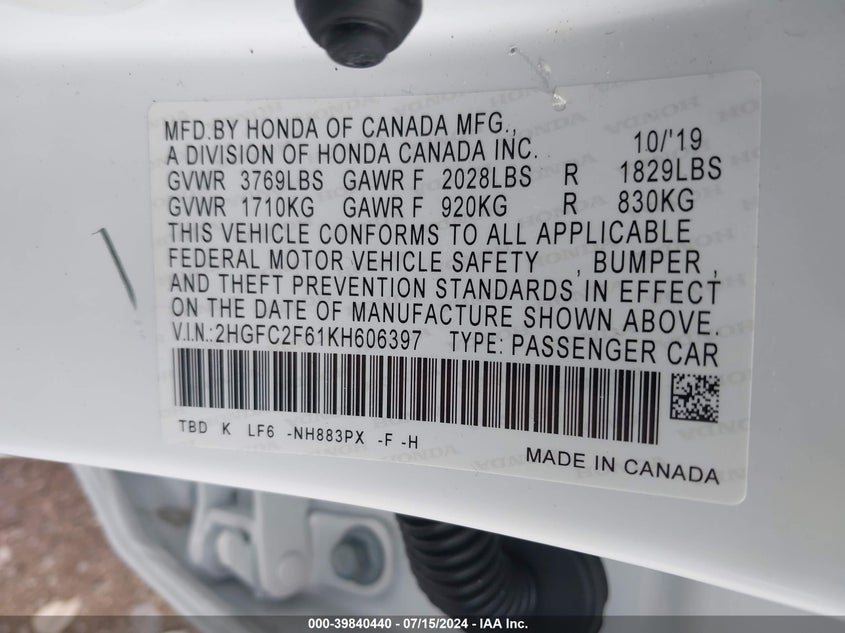 MFD.BY HONDA OF CANADA MFG.,
A DIVISION OF HONDA CANADA INC. 10/'19
GVWR 3769LBS GAWR F 2028LBS R 1829LBS
GVWR 1710KG GAWR F 920KG R 830KG
THIS VEHICLE CONFORMS TO ALL APPLICABLE
FEDERAL MOTOR VEHICLE SAFETY , BUMPER ,
AND THEFT PREVENTION STANDARDS IN EFFECT
ON THE DATE OF MANUFACTURE SHOWN ABOVE.
V.I.N.:2HGFC2F61KH606397 TYPE: PASSENGER CAR
TBD K LF6 -NH883PX -F -H
MADE IN CANADA
000-39840440 - 07/15/2024 - IAAI.com.